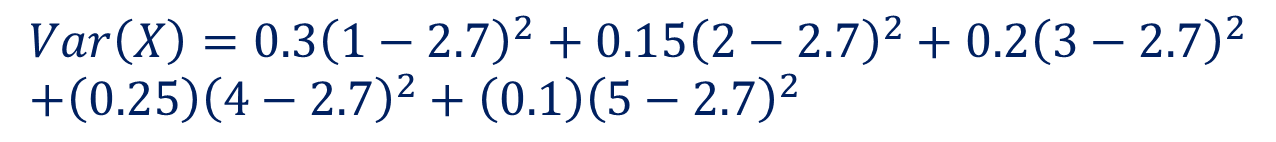 Var(X) = 0.3(1 − 2.7)² + 0.15(2 − 2.7)² + 0.2(3 − 2.7)²
+(0.25)(4 − 2.7)² + (0.1)(5 − 2.7)²